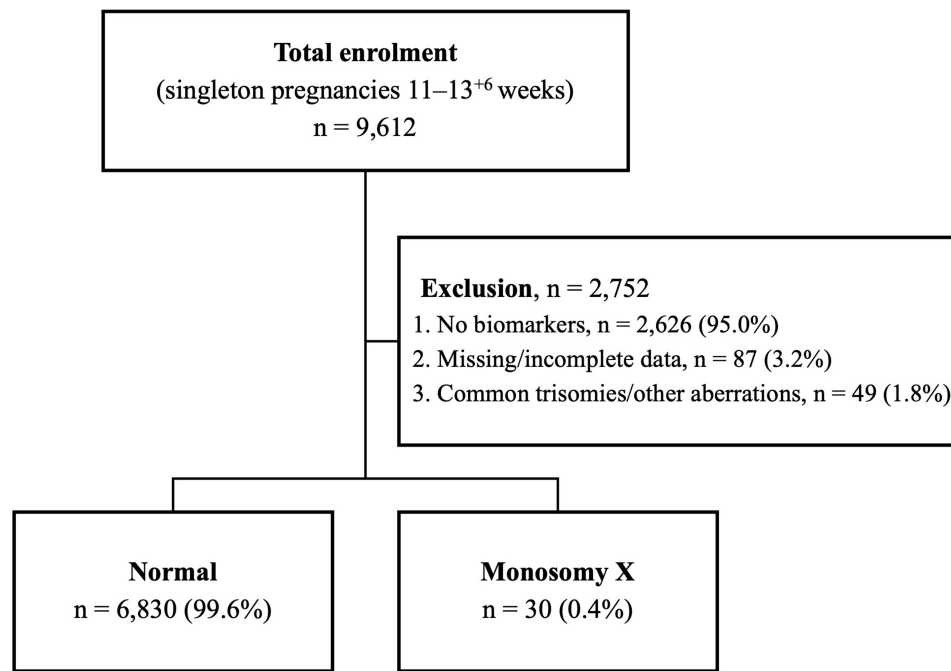 Total enrolment
(singleton pregnancies 11–13⁺⁶ weeks)
n = 9,612
Exclusion, n = 2,752
1. No biomarkers, n = 2,626 (95.0%)
2. Missing/incomplete data, n = 87 (3.2%)
3. Common trisomies/other aberrations, n = 49 (1.8%)
Normal
n = 6,830 (99.6%)
Monosomy X
n = 30 (0.4%)